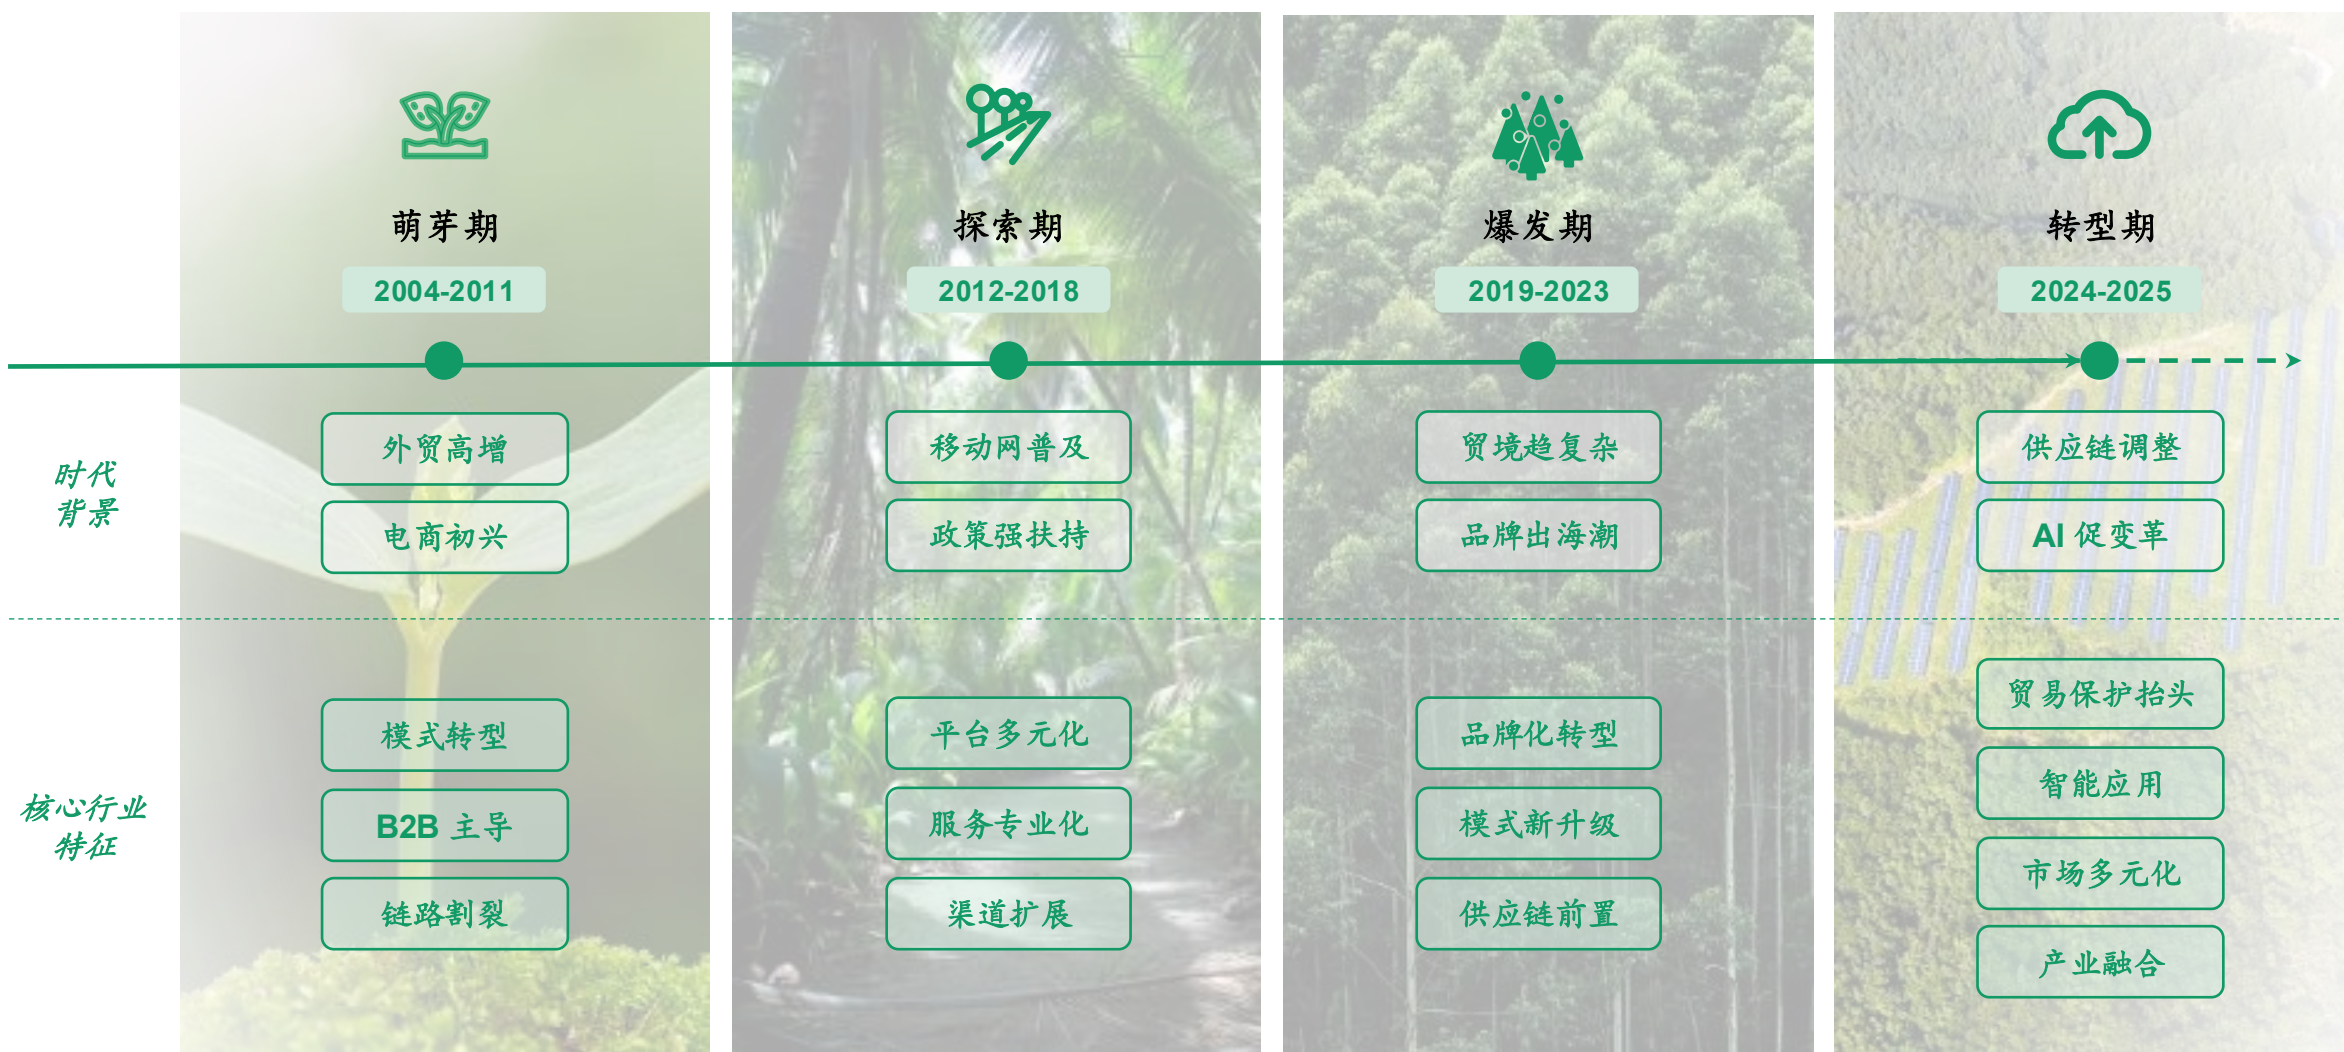 萌芽期
探索期
爆发期
转型期
2004-2011
2012-2018
2019-2023
2024-2025
时代
背景
外贸高增
移动网普及
贸境趋复杂
供应链调整
电商初兴
政策强扶持
品牌出海潮
AI 促变革
核心行业
特征
模式转型
平台多元化
品牌化转型
贸易保护抬头
B2B 主导
服务专业化
模式新升级
智能应用
链路割裂
渠道扩展
供应链前置
市场多元化
产业融合